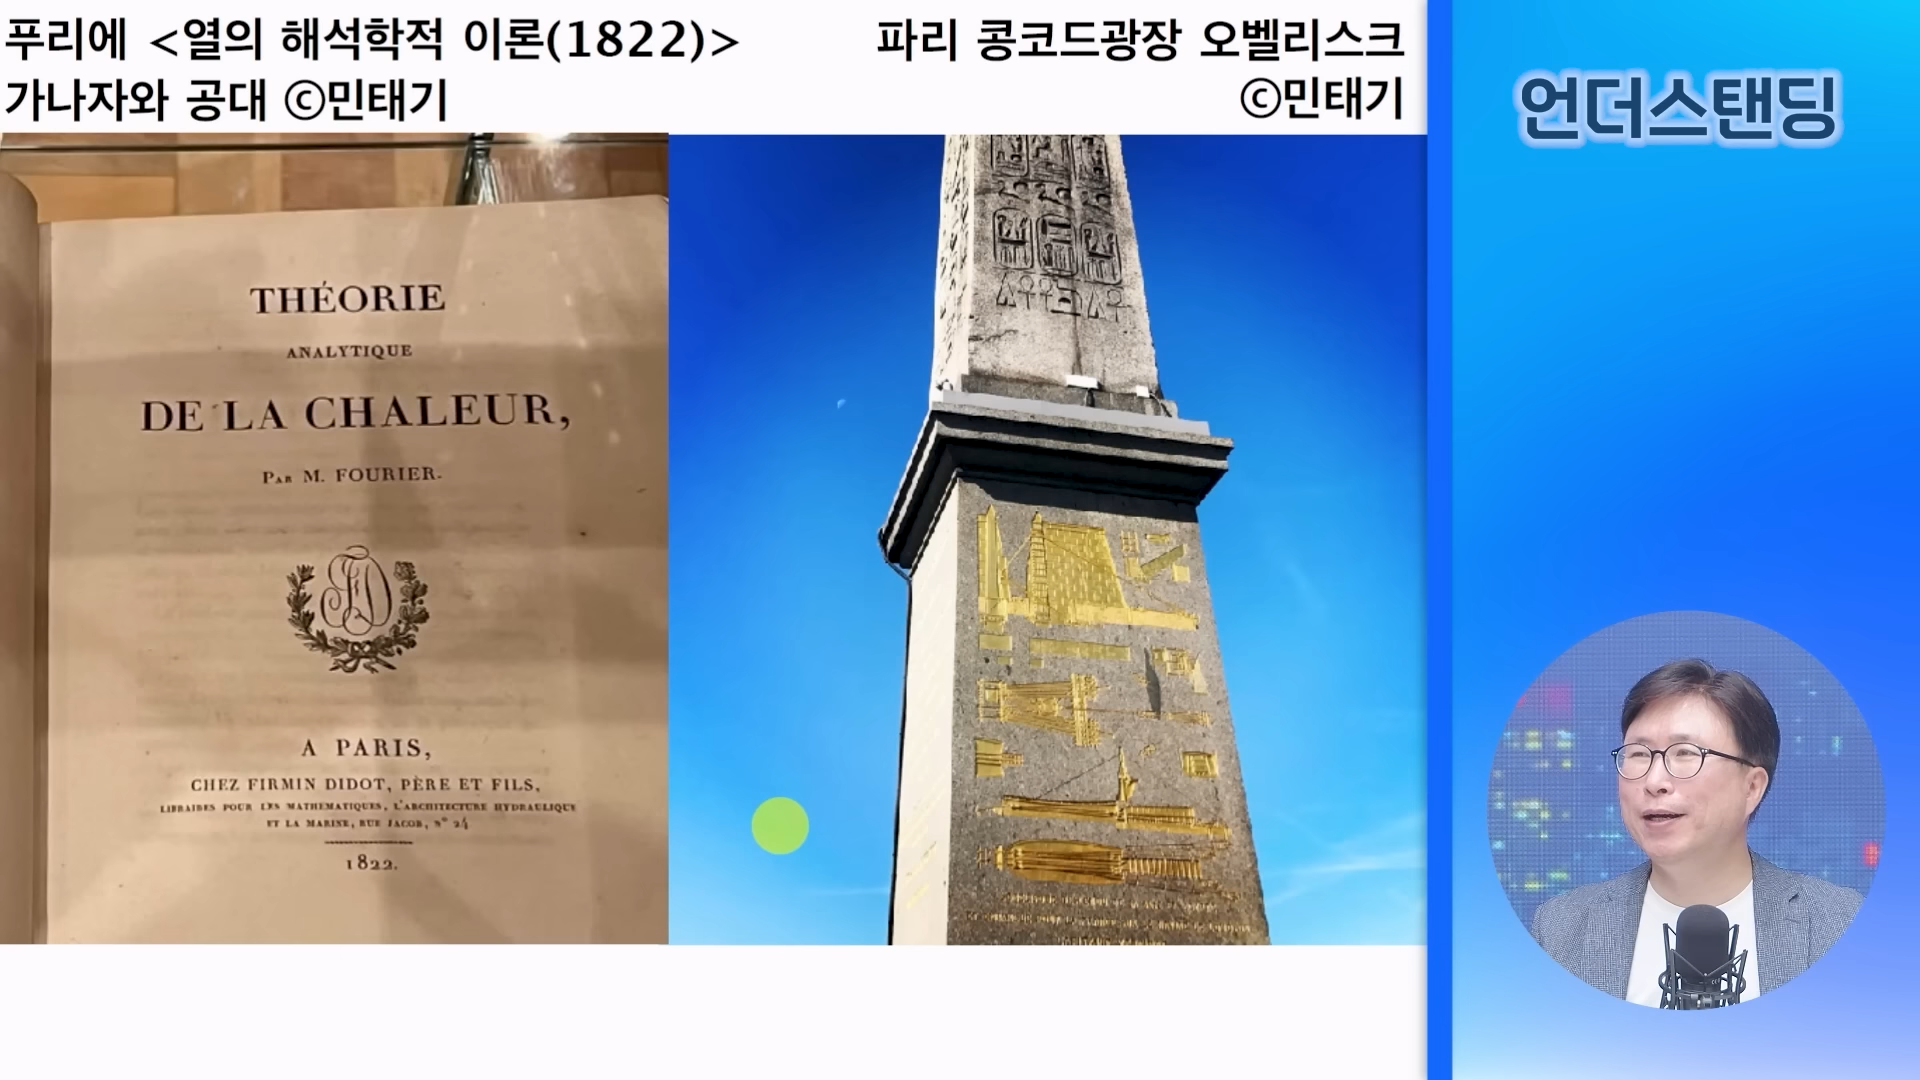 푸리에 <열의 해석학적 이론(1822)>
가나자와 공대 ©민태기
파리 콩코드광장 오벨리스크
©민태기
언더스탠딩
THÉORIE
ANALYTIQUE
DE LA CHALEUR,
PAR M. FOURIER.
A PARIS,
CHEZ FIRMIN DIDOT, PÈRE ET FILS,
LIBRAIRES POUR LES MATHÉMATIQUES, L'ARCHITECTURE HYDRAULIQUE
ET LA MARINE, RUE JACOB, N° 24
1822.